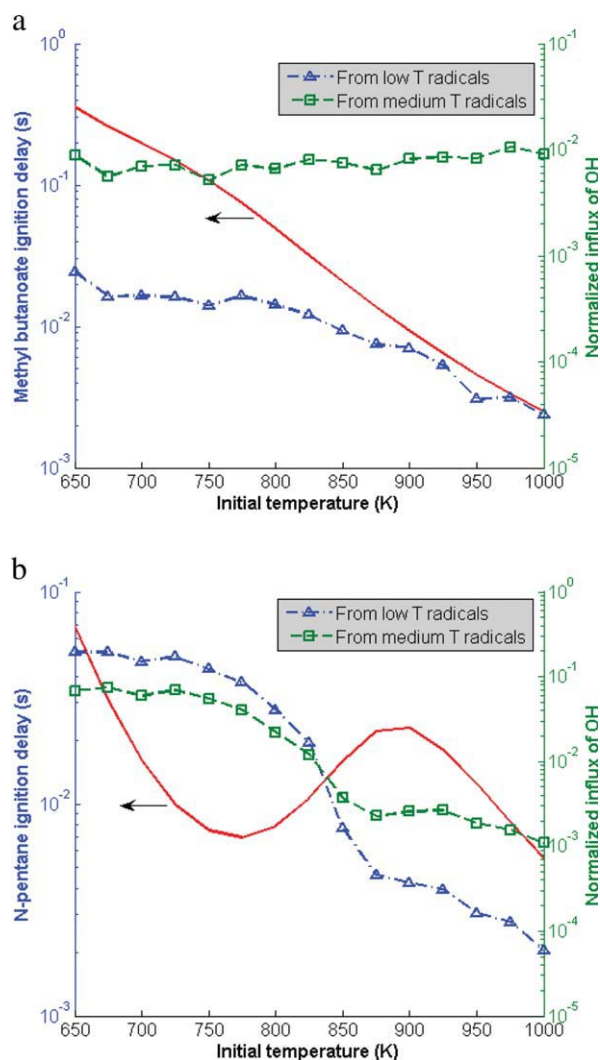 a
From low T radicals
From medium T radicals
Methyl butanoate ignition delay (s)
10^0
10^-1
10^-2
10^-3
Normalized influx of OH
10^-1
10^-2
10^-3
10^-4
10^-5
650 700 750 800 850 900 950 1000
Initial temperature (K)
b
From low T radicals
From medium T radicals
N-pentane ignition delay (s)
10^-1
10^-2
10^-3
Normalized influx of OH
10^0
10^-1
10^-2
10^-3
10^-4
10^-5
650 700 750 800 850 900 950 1000
Initial temperature (K)